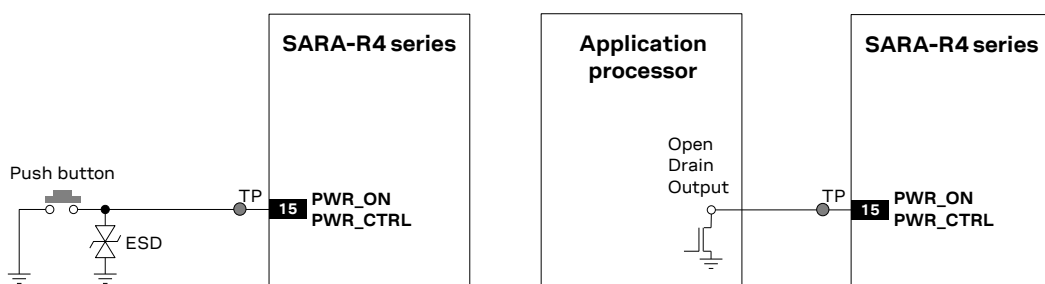 SARA-R4 series
Push button
TP
15
PWR_ON
PWR_CTRL
ESD
Application
processor
Open
Drain
Output
SARA-R4 series
TP
15
PWR_ON
PWR_CTRL